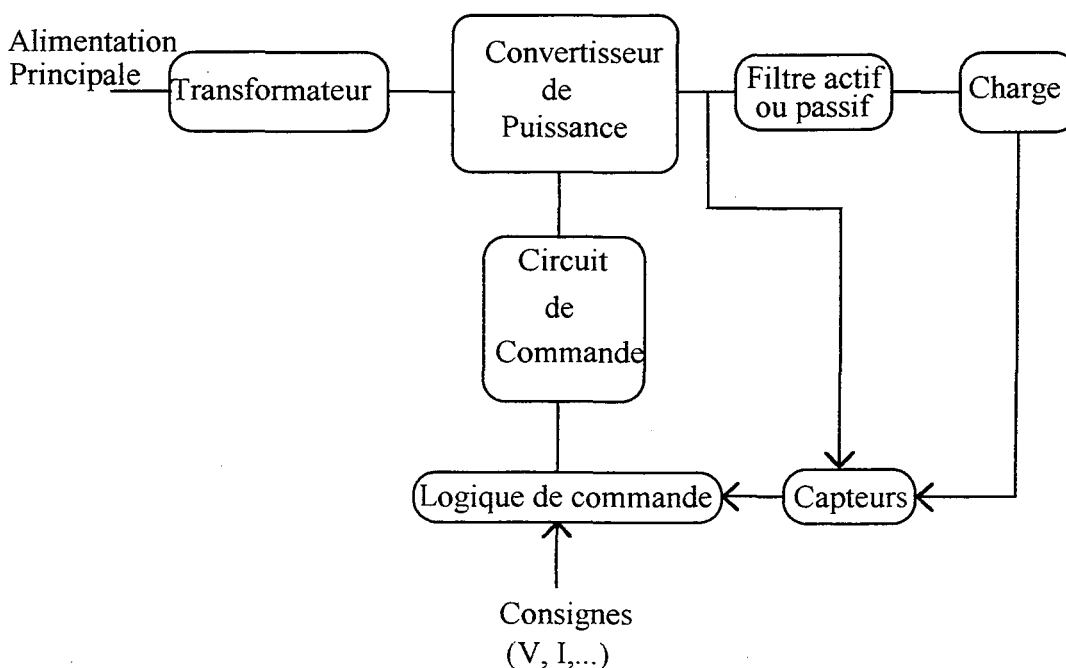 Alimentation
Principale
Transformateur
Convertisseur
de
Puissance
Filtre actif
ou passif
Charge
Circuit
de
Commande
Logique de commande
Capteurs
Consignes
(V, I,...)